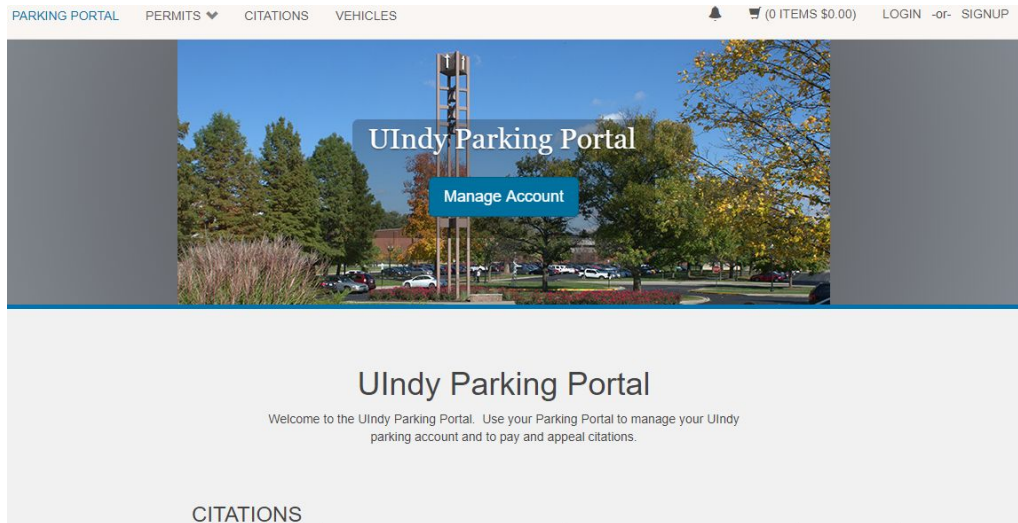 PARKING PORTAL PERMITS CITATIONS VEHICLES (0 ITEMS $0.00) LOGIN -or- SIGNUP
UIndy Parking Portal
Manage Account
UIndy Parking Portal
Welcome to the UIndy Parking Portal. Use your Parking Portal to manage your UIndy
parking account and to pay and appeal citations.
CITATIONS